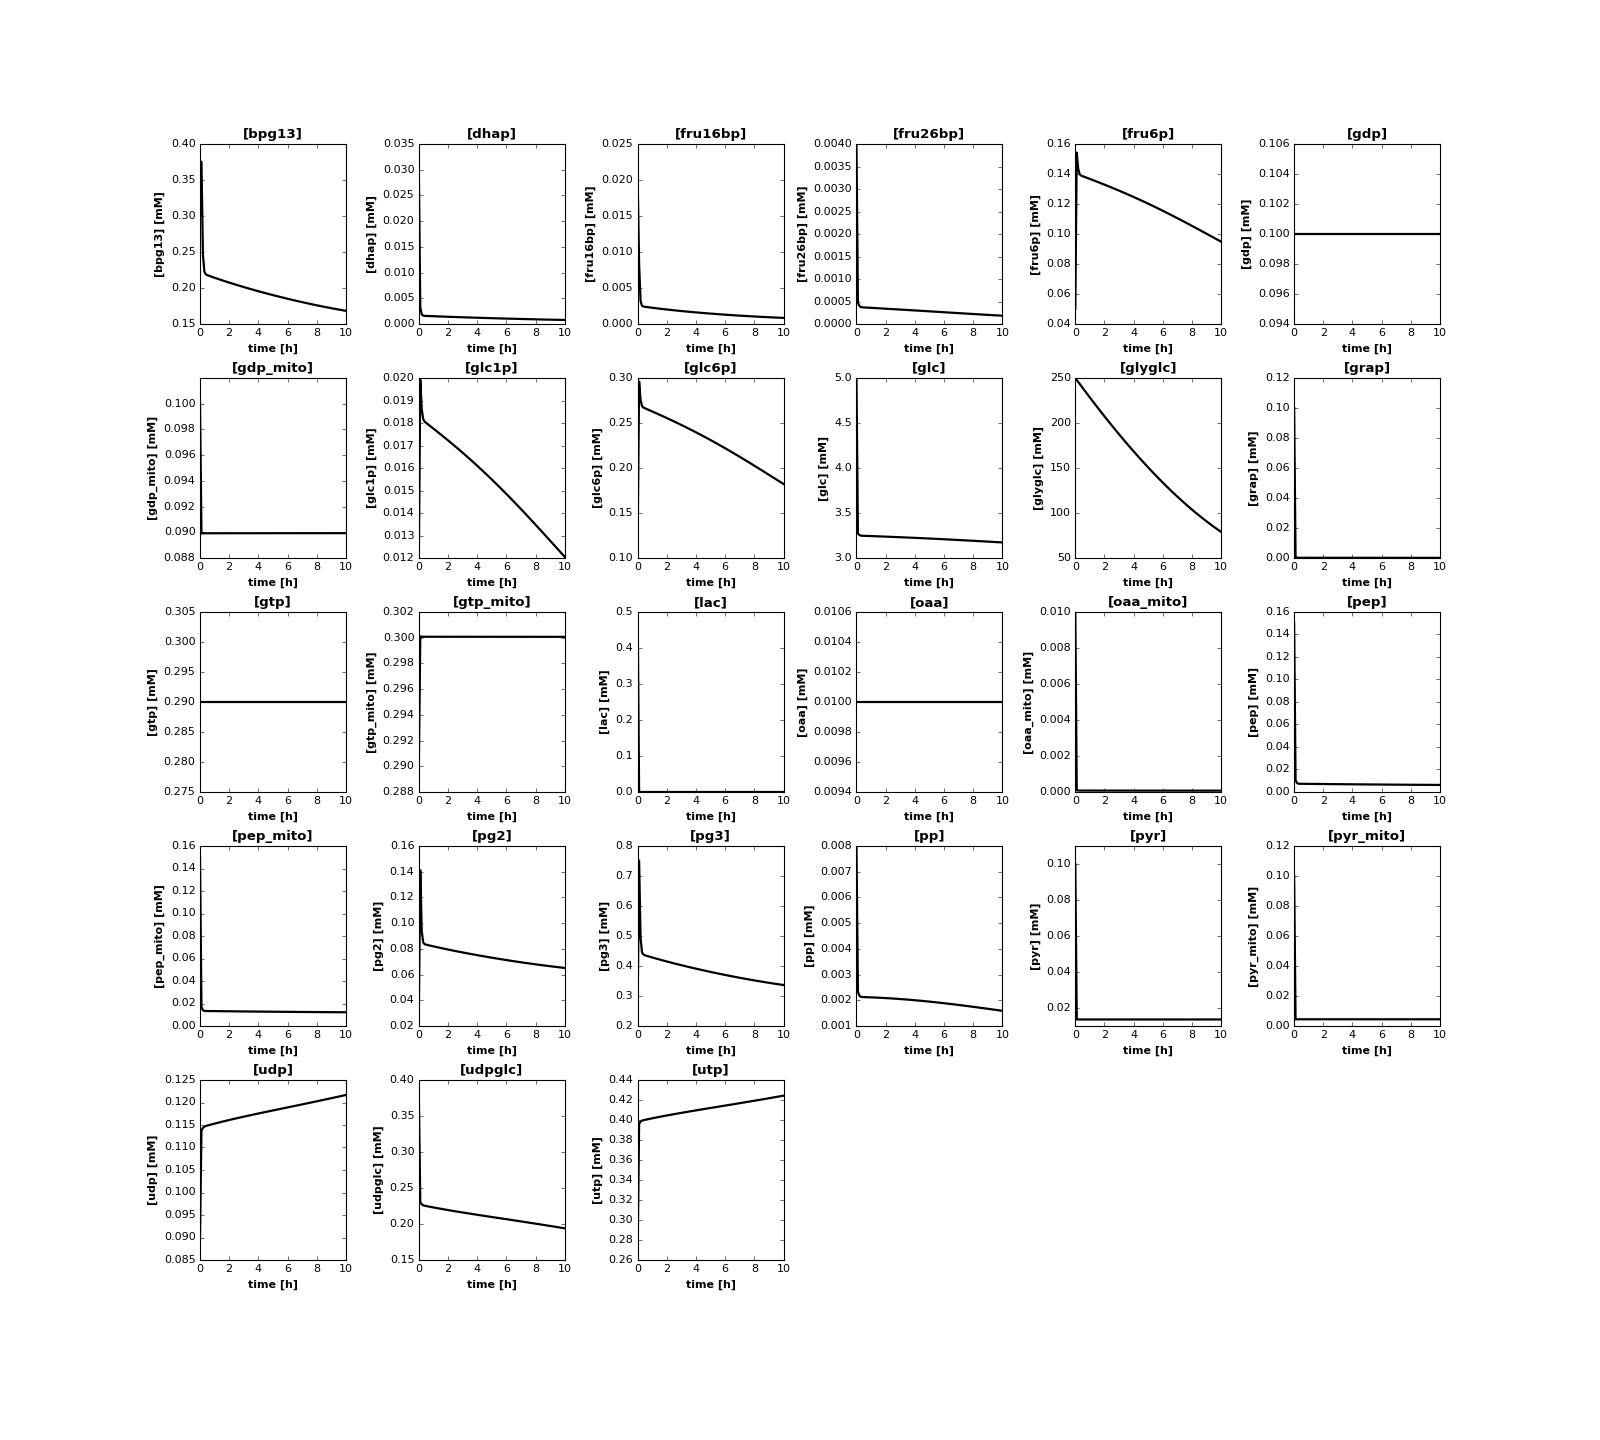 [bpg13]
[bpg13] [mM]
0.40
0.35
0.30
0.25
0.20
0.15
0 2 4 6 8 10
time [h]
[dhap]
[dhap] [mM]
0.035
0.030
0.025
0.020
0.015
0.010
0.005
0.000
0 2 4 6 8 10
time [h]
[fru16bp]
[fru16bp] [mM]
0.025
0.020
0.015
0.010
0.005
0.000
0 2 4 6 8 10
time [h]
[fru26bp]
[fru26bp] [mM]
0.0040
0.0035
0.0030
0.0025
0.0020
0.0015
0.0010
0.0005
0.0000
0 2 4 6 8 10
time [h]
[fru6p]
[fru6p] [mM]
0.16
0.14
0.12
0.10
0.08
0.06
0.04
0 2 4 6 8 10
time [h]
[gdp]
[gdp] [mM]
0.106
0.104
0.102
0.100
0.098
0.096
0.094
0 2 4 6 8 10
time [h]
[gdp_mito]
[gdp_mito] [mM]
0.100
0.098
0.096
0.094
0.092
0.090
0.088
0 2 4 6 8 10
time [h]
[glc1p]
[glc1p] [mM]
0.020
0.019
0.018
0.017
0.016
0.015
0.014
0.013
0.012
0 2 4 6 8 10
time [h]
[glc6p]
[glc6p] [mM]
0.30
0.25
0.20
0.15
0.10
0 2 4 6 8 10
time [h]
[glc]
[glc] [mM]
5.0
4.5
4.0
3.5
3.0
0 2 4 6 8 10
time [h]
[glyglc]
[glyglc] [mM]
250
200
150
100
50
0 2 4 6 8 10
time [h]
[grap]
[grap] [mM]
0.12
0.10
0.08
0.06
0.04
0.02
0.00
0 2 4 6 8 10
time [h]
[gtp]
[gtp] [mM]
0.305
0.300
0.295
0.290
0.285
0.280
0.275
0 2 4 6 8 10
time [h]
[gtp_mito]
[gtp_mito] [mM]
0.302
0.300
0.298
0.296
0.294
0.292
0.290
0.288
0 2 4 6 8 10
time [h]
[lac]
[lac] [mM]
0.5
0.4
0.3
0.2
0.1
0.0
0 2 4 6 8 10
time [h]
[oaa]
[oaa] [mM]
0.0106
0.0104
0.0102
0.0100
0.0098
0.0096
0.0094
0 2 4 6 8 10
time [h]
[oaa_mito]
[oaa_mito] [mM]
0.010
0.008
0.006
0.004
0.002
0.000
0 2 4 6 8 10
time [h]
[pep]
[pep] [mM]
0.16
0.14
0.12
0.10
0.08
0.06
0.04
0.02
0.00
0 2 4 6 8 10
time [h]
[pep_mito]
[pep_mito] [mM]
0.16
0.14
0.12
0.10
0.08
0.06
0.04
0.02
0.00
0 2 4 6 8 10
time [h]
[pg2]
[pg2] [mM]
0.16
0.14
0.12
0.10
0.08
0.06
0.04
0.02
0 2 4 6 8 10
time [h]
[pg3]
[pg3] [mM]
0.8
0.7
0.6
0.5
0.4
0.3
0.2
0 2 4 6 8 10
time [h]
[pp]
[pp] [mM]
0.008
0.007
0.006
0.005
0.004
0.003
0.002
0.001
0 2 4 6 8 10
time [h]
[pyr]
[pyr] [mM]
0.10
0.08
0.06
0.04
0.02
0 2 4 6 8 10
time [h]
[pyr_mito]
[pyr_mito] [mM]
0.12
0.10
0.08
0.06
0.04
0.02
0.00
0 2 4 6 8 10
time [h]
[udp]
[udp] [mM]
0.125
0.120
0.115
0.110
0.105
0.100
0.095
0.090
0.085
0 2 4 6 8 10
time [h]
[udpglc]
[udpglc] [mM]
0.40
0.35
0.30
0.25
0.20
0.15
0 2 4 6 8 10
time [h]
[utp]
[utp] [mM]
0.44
0.42
0.40
0.38
0.36
0.34
0.32
0.30
0.28
0.26
0 2 4 6 8 10
time [h]